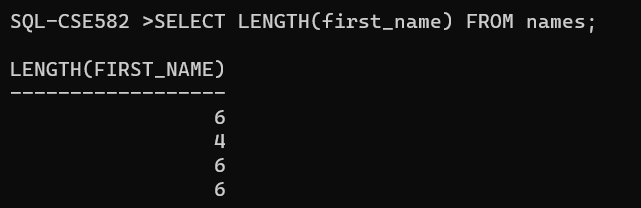 SQL-CSE582 >SELECT LENGTH(first_name) FROM names;
LENGTH(FIRST_NAME)
------------------
6
4
6
6